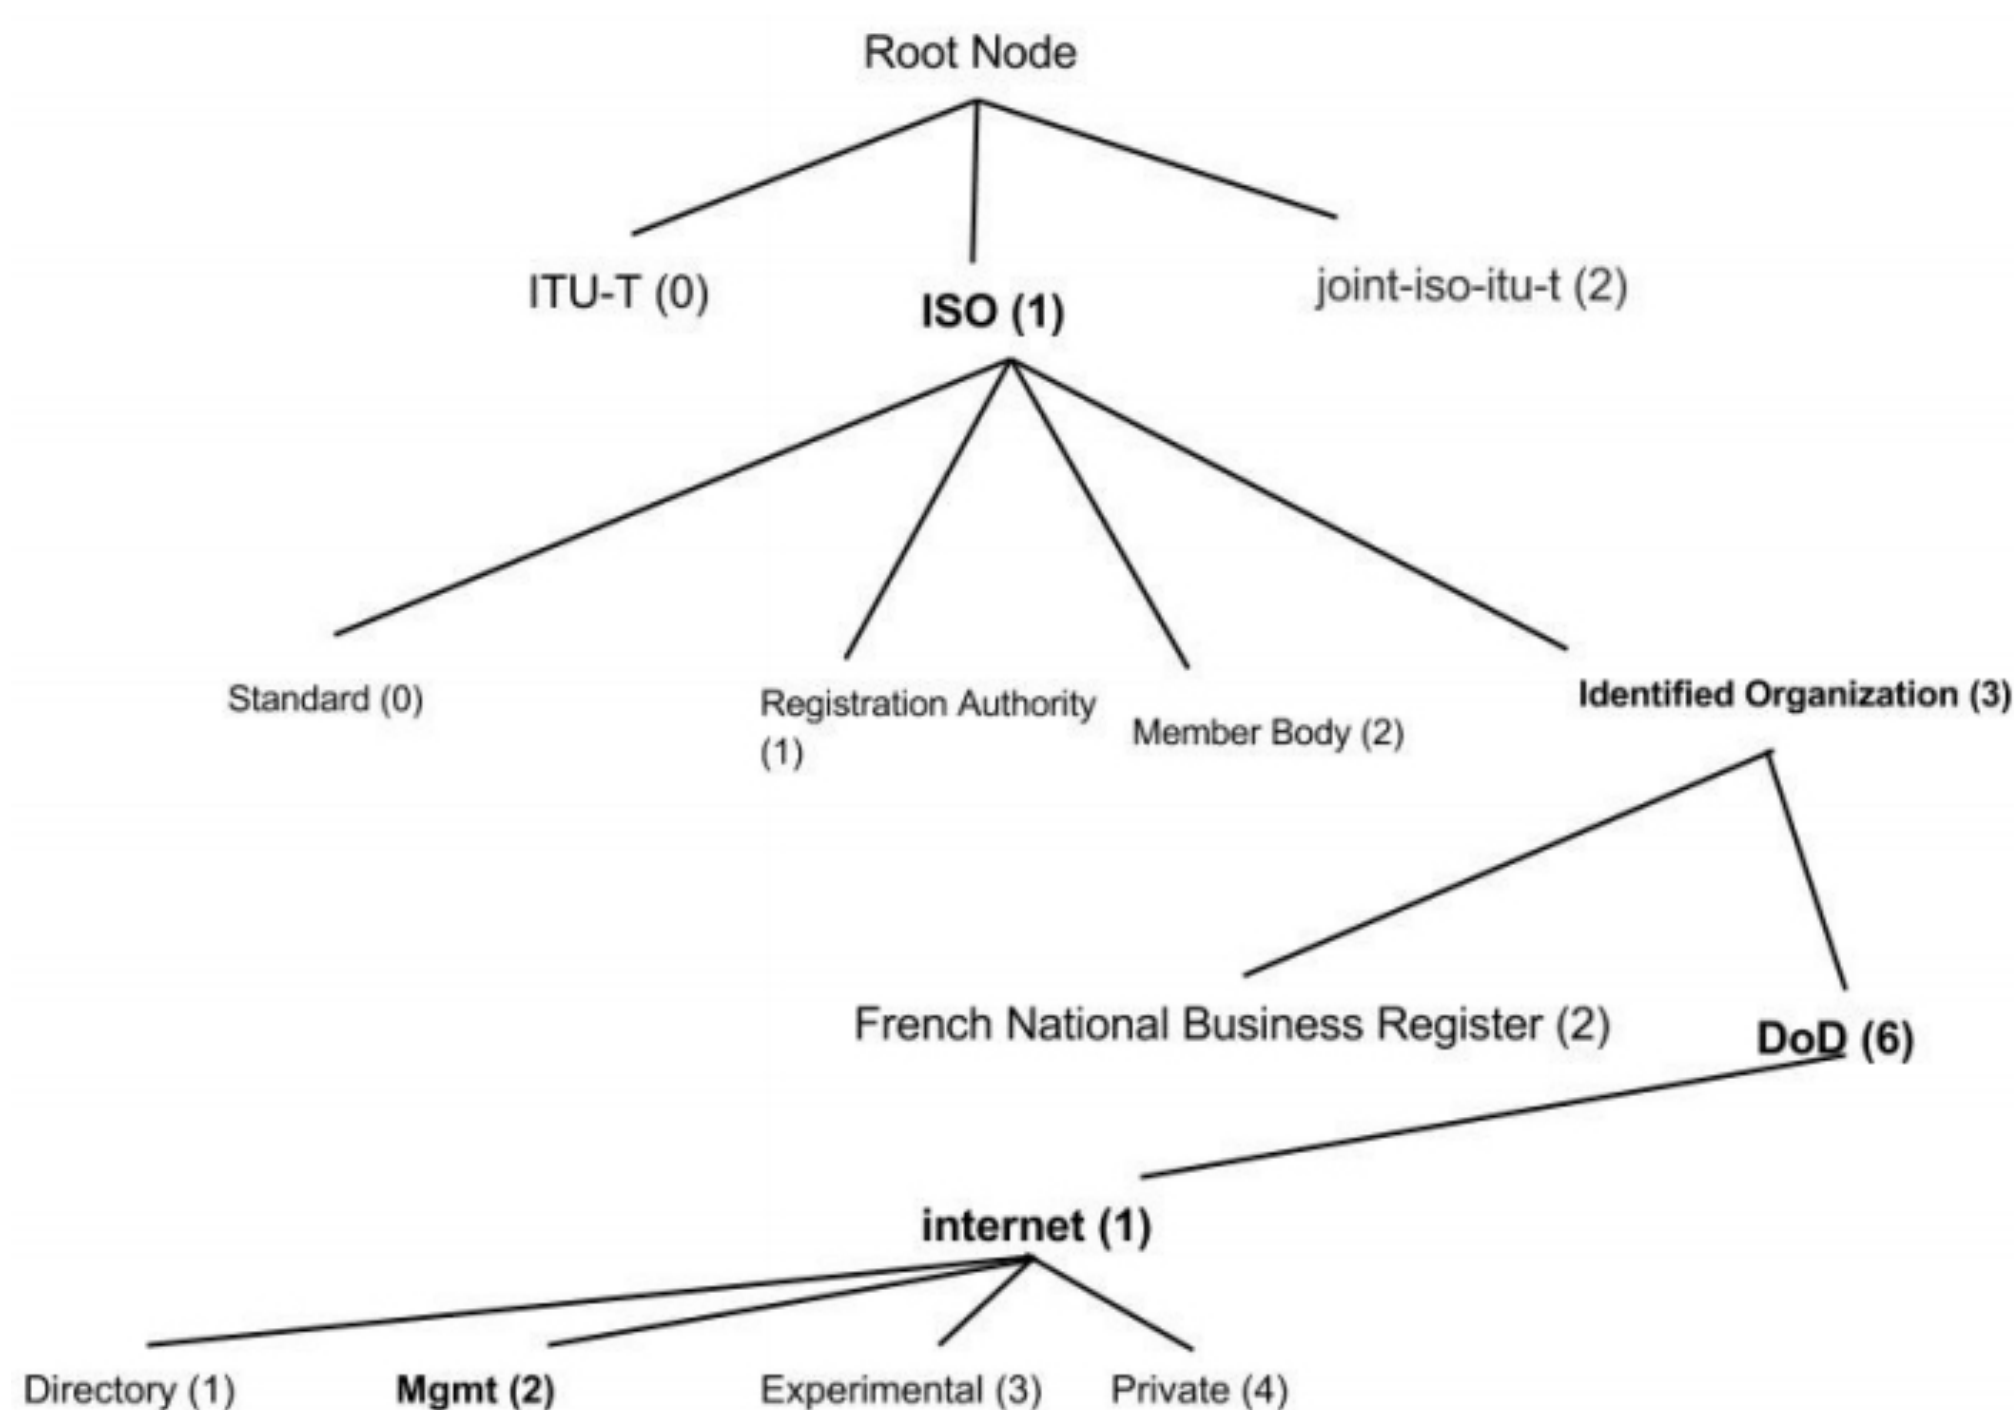 Root Node
ITU-T (0)
ISO (1)
joint-iso-itu-t (2)
Standard (0)
Registration Authority
(1)
Member Body (2)
Identified Organization (3)
French National Business Register (2)
DoD (6)
internet (1)
Directory (1)
Mgmt (2)
Experimental (3)
Private (4)